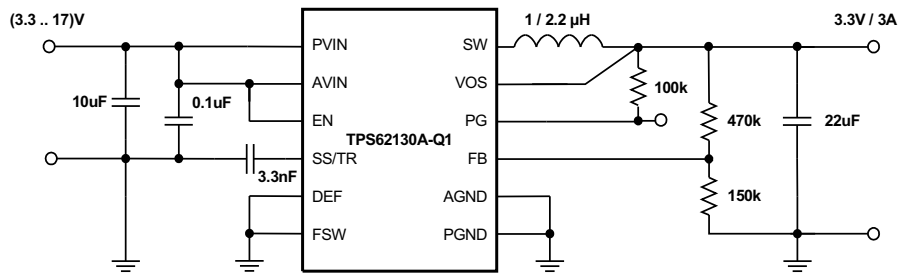 (3.3 .. 17)V
1 / 2.2 µH
3.3V / 3A
PVIN
SW
AVIN
VOS
10uF
0.1uF
100k
EN
PG
470k
22uF
TPS62130A-Q1
SS/TR
FB
3.3nF
DEF
AGND
150k
FSW
PGND